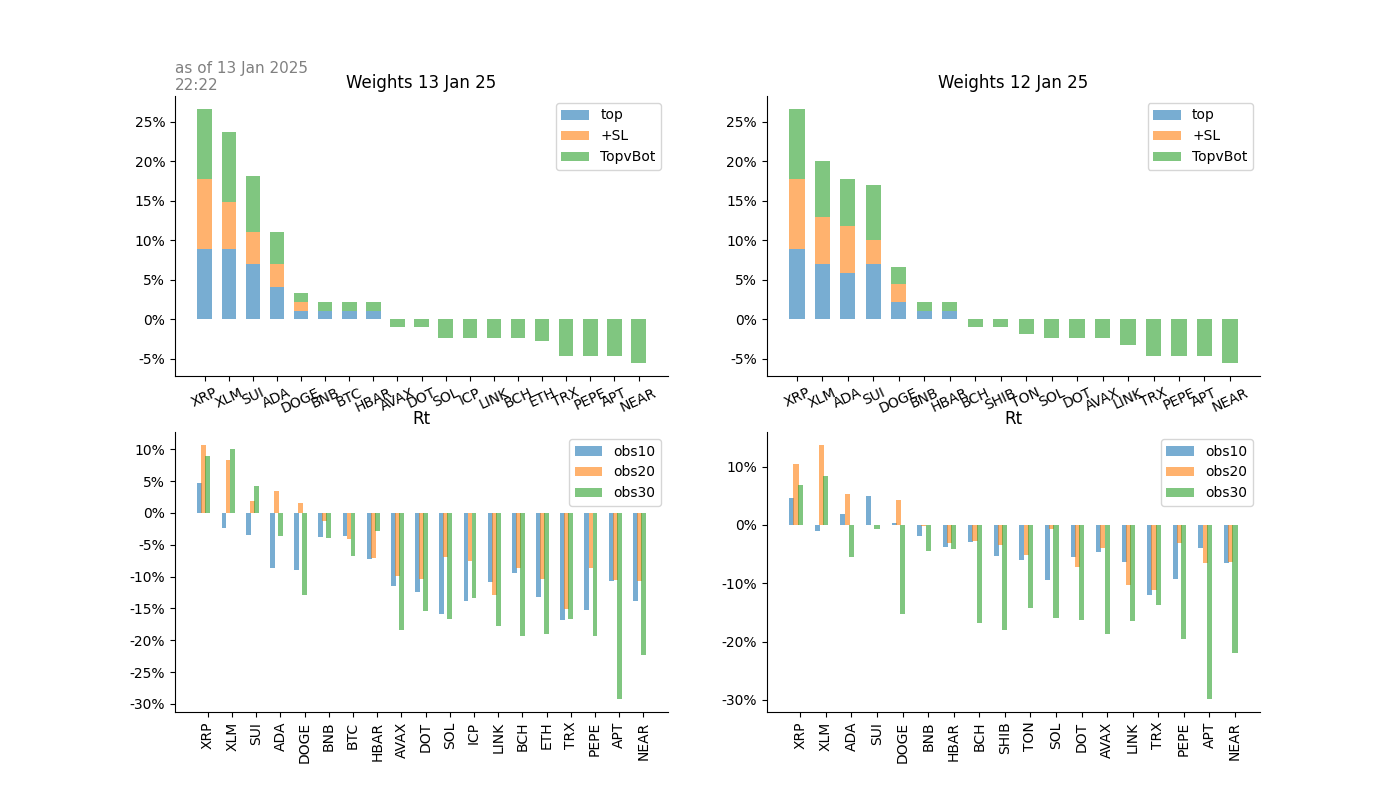 as of 13 Jan 2025
22:22
Weights 13 Jan 25
25%
20%
15%
10%
5%
0%
-5%
top
+SL
TopvBot
XRP XLM SUI ADA DOGE BNB BTC HBAR AVAX DOT SOL ICP LINK BCH ETH TRX PEPE APT NEAR
Weights 12 Jan 25
25%
20%
15%
10%
5%
0%
-5%
top
+SL
TopvBot
XRP XLM ADA SUI DOGE BNB HBAR BCH SHIB TON SOL DOT AVAX LINK TRX PEPE APT NEAR
Rt
10%
5%
0%
-5%
-10%
-15%
-20%
-25%
-30%
obs10
obs20
obs30
XRP XLM SUI ADA DOGE BNB BTC HBAR AVAX DOT SOL ICP LINK BCH ETH TRX PEPE APT NEAR
Rt
10%
0%
-10%
-20%
-30%
obs10
obs20
obs30
XRP XLM ADA SUI DOGE BNB HBAR BCH SHIB TON SOL DOT AVAX LINK TRX PEPE APT NEAR